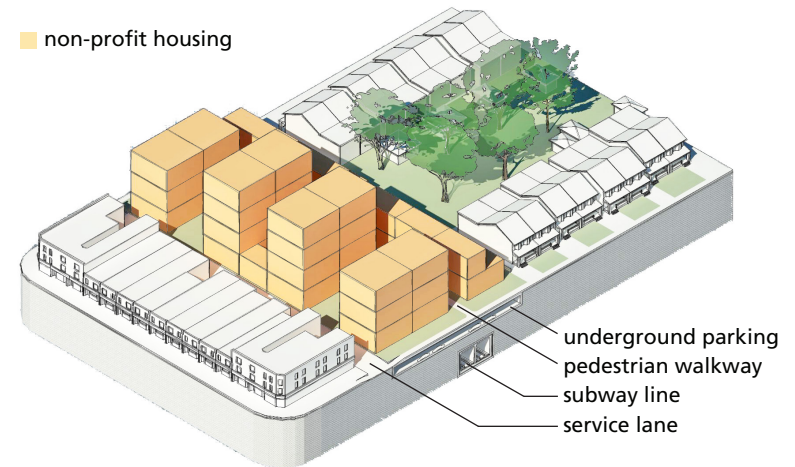 non-profit housing
underground parking
pedestrian walkway
subway line
service lane